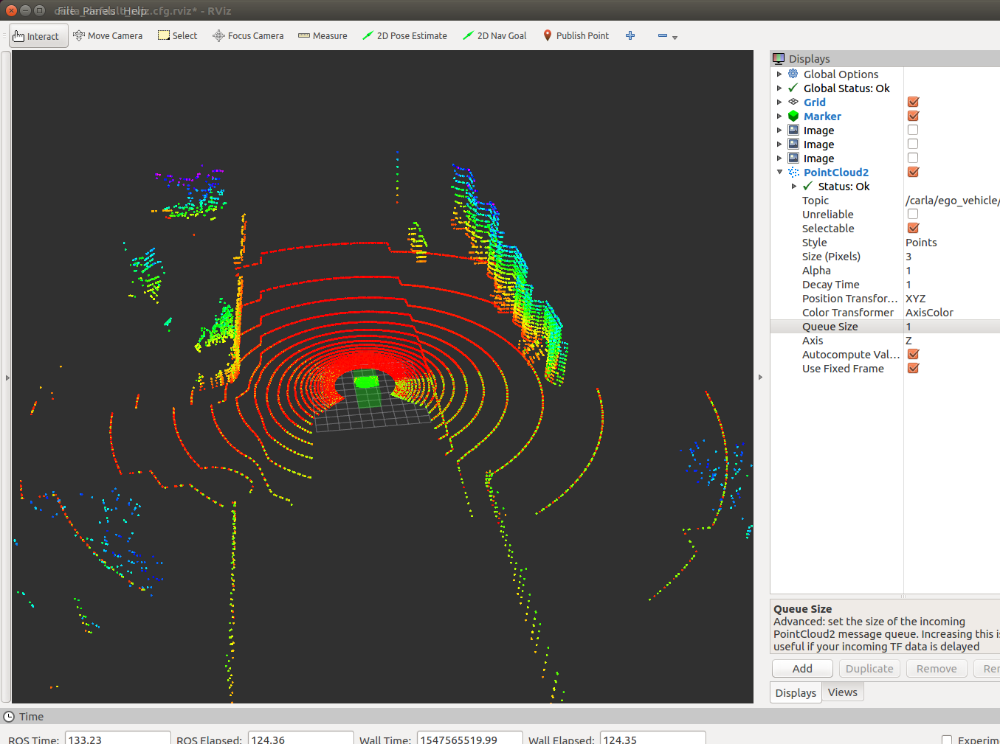 carla_default_rviz.cfg.rviz* - RViz
File Panels Help
Interact Move Camera Select Focus Camera Measure 2D Pose Estimate 2D Nav Goal Publish Point
Displays
Global Options
Global Status: Ok
Grid
Marker
Image
Image
Image
PointCloud2
Status: Ok
Topic /carla/ego_vehicle/
Unreliable
Selectable
Style Points
Size (Pixels) 3
Alpha 1
Decay Time 1
Position Transfor... XYZ
Color Transformer AxisColor
Queue Size 1
Axis Z
Autocompute Val...
Use Fixed Frame
Queue Size
Advanced: set the size of the incoming
PointCloud2 message queue. Increasing this is
useful if your incoming TF data is delayed
Add Duplicate Remove Rer
Displays Views
Time
ROS Time: 133.23 ROS Elapsed: 124.36 Wall Time: 1547565519.99 Wall Elapsed: 124.35 Experime